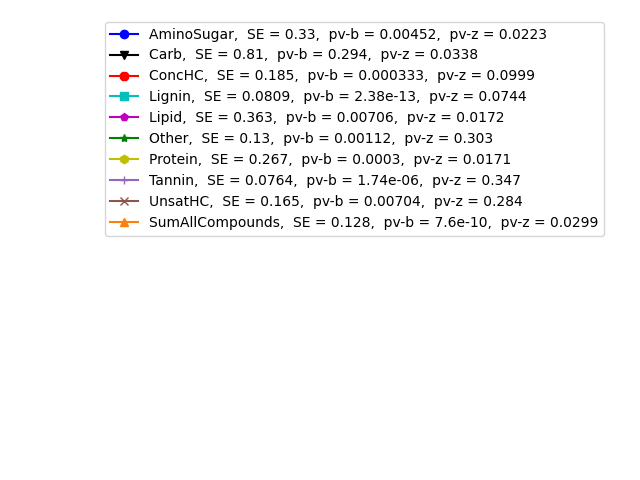 AminoSugar,  SE = 0.33,  pv-b = 0.00452,  pv-z = 0.0223
Carb,  SE = 0.81,  pv-b = 0.294,  pv-z = 0.0338
ConcHC,  SE = 0.185,  pv-b = 0.000333,  pv-z = 0.0999
Lignin,  SE = 0.0809,  pv-b = 2.38e-13,  pv-z = 0.0744
Lipid,  SE = 0.363,  pv-b = 0.00706,  pv-z = 0.0172
Other,  SE = 0.13,  pv-b = 0.00112,  pv-z = 0.303
Protein,  SE = 0.267,  pv-b = 0.0003,  pv-z = 0.0171
Tannin,  SE = 0.0764,  pv-b = 1.74e-06,  pv-z = 0.347
UnsatHC,  SE = 0.165,  pv-b = 0.00704,  pv-z = 0.284
SumAllCompounds,  SE = 0.128,  pv-b = 7.6e-10,  pv-z = 0.0299